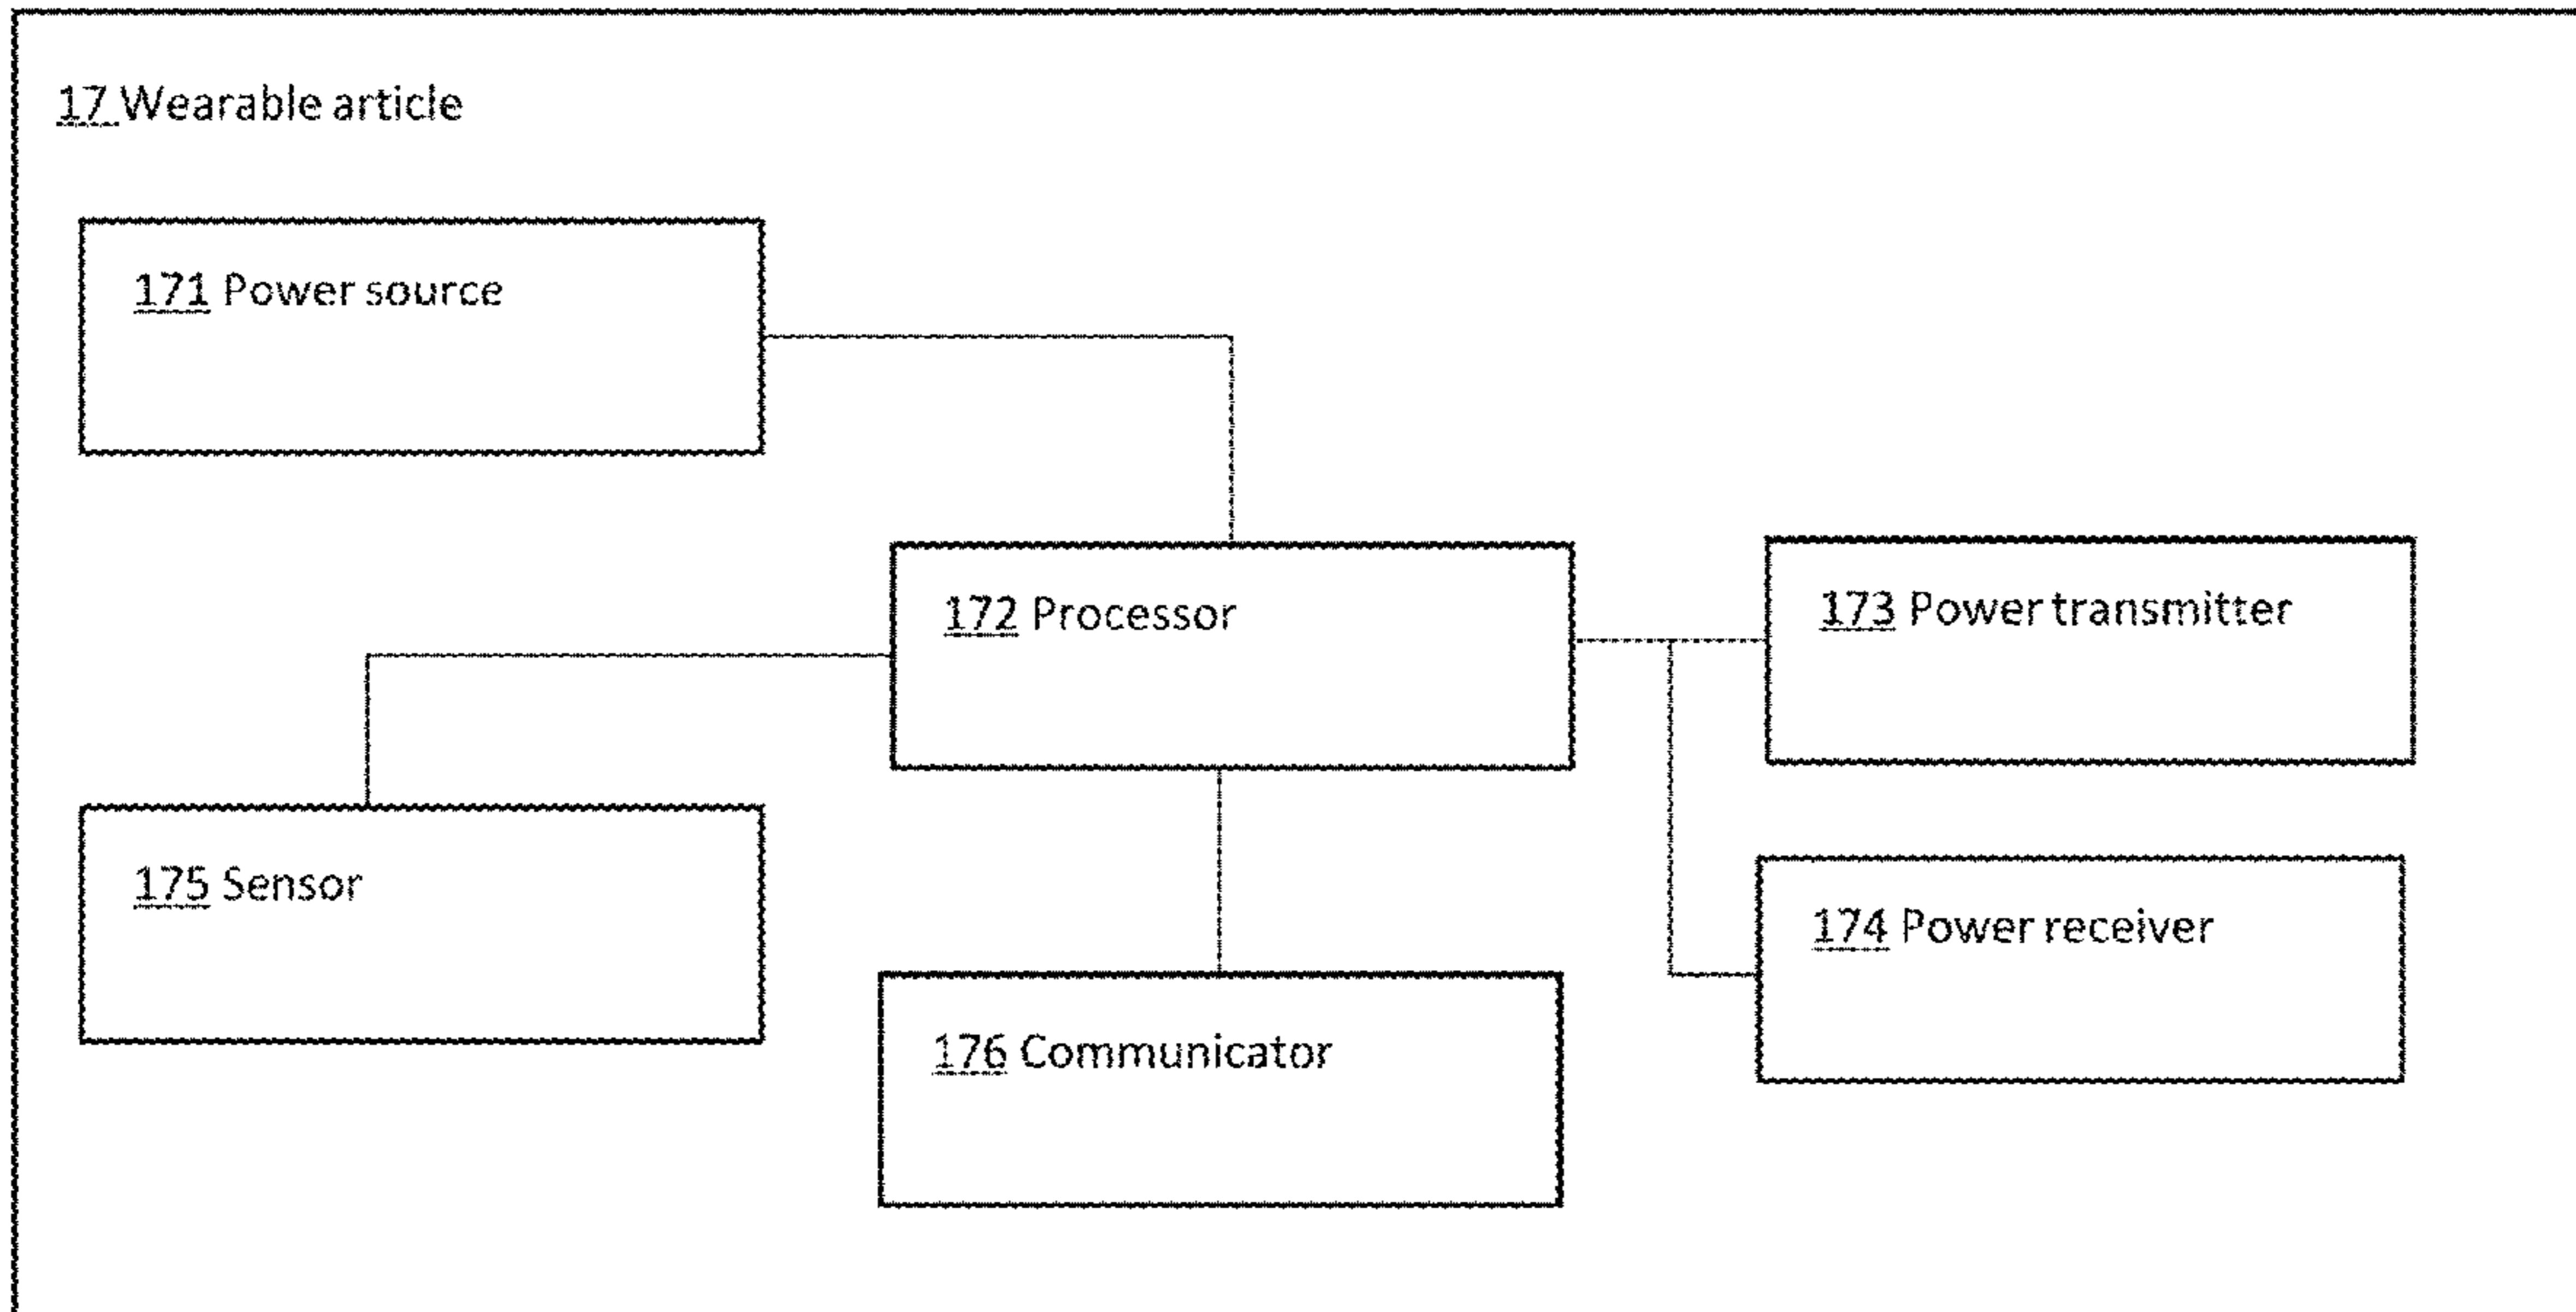 17 Wearable article
171 Power source
172 Processor
173 Power transmitter
175 Sensor
174 Power receiver
176 Communicator